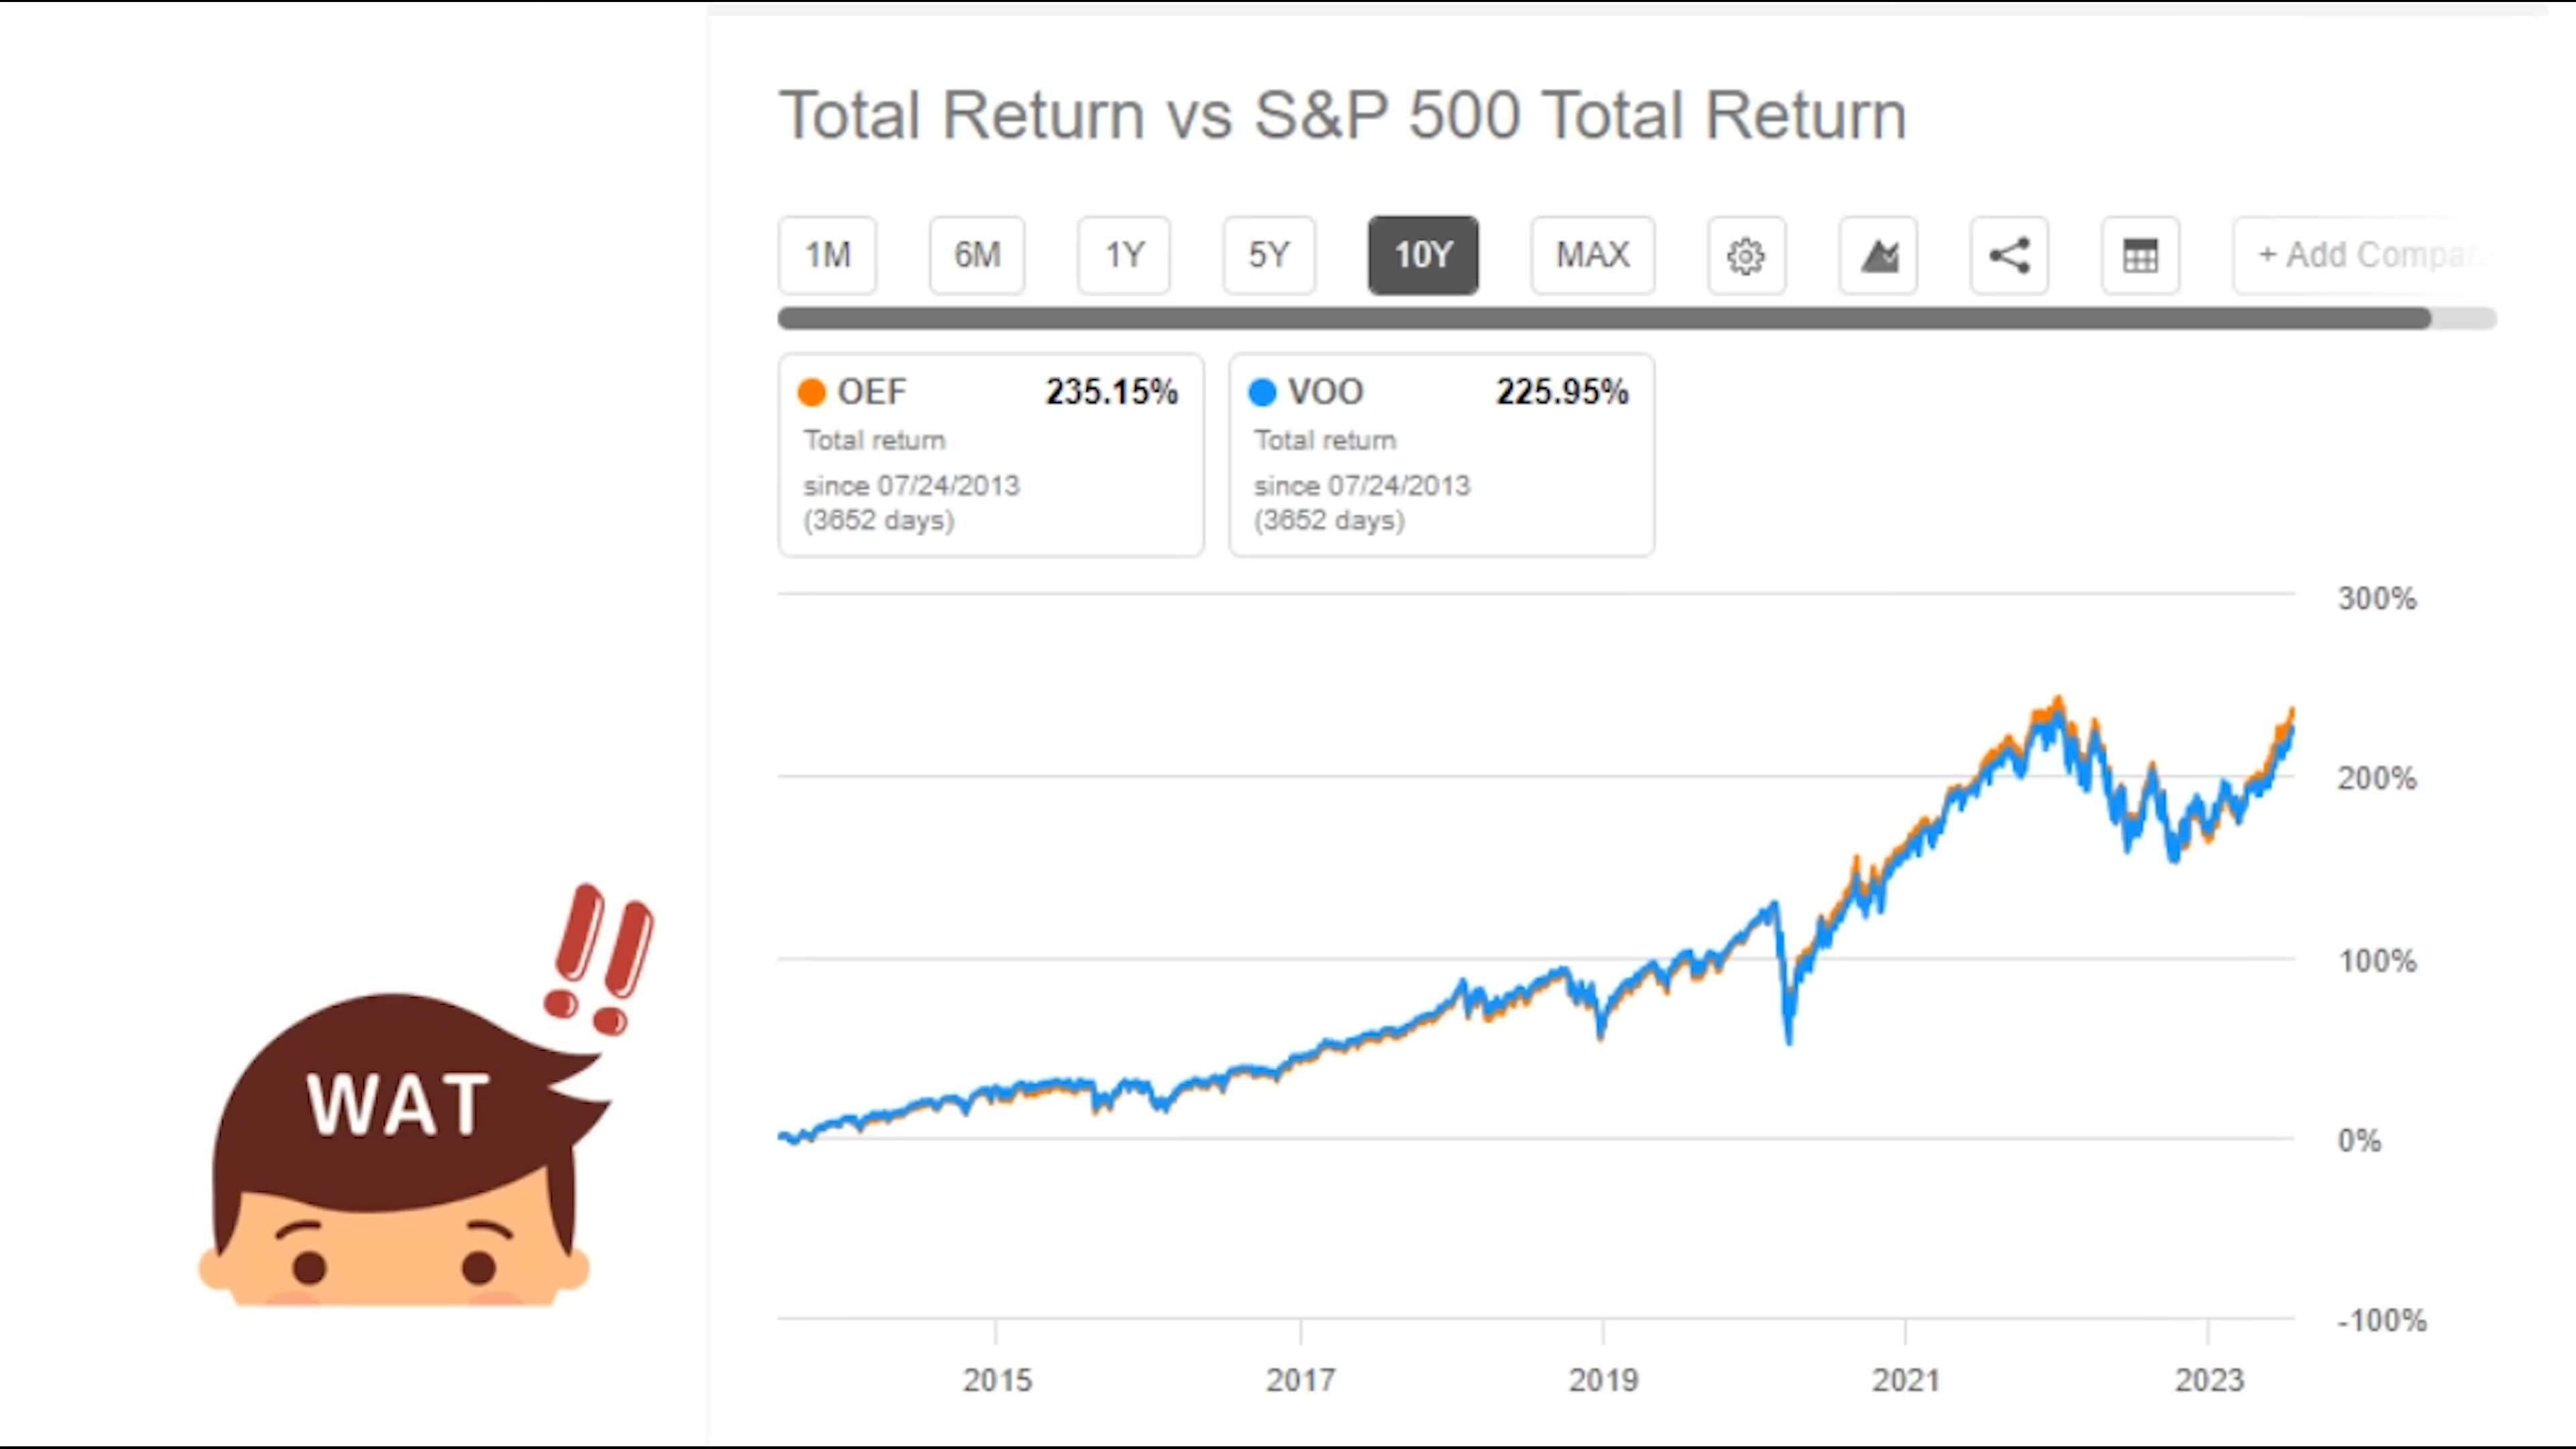 Total Return vs S&P 500 Total Return
1M 6M 1Y 5Y 10Y MAX + Add Compar
OEF 235.15%
Total return
since 07/24/2013
(3652 days)
VOO 225.95%
Total return
since 07/24/2013
(3652 days)
300%
200%
100%
0%
-100%
2015 2017 2019 2021 2023
!!
WAT